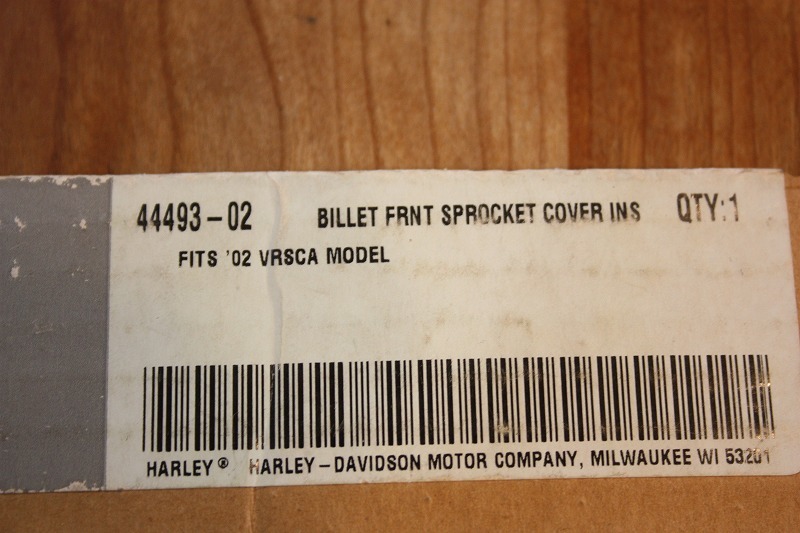 44493-02 BILLET FRNT SPROCKET COVER INS QTY:1
FITS '02 VRSCA MODEL
HARLEY® HARLEY-DAVIDSON MOTOR COMPANY, MILWAUKEE WI 53201